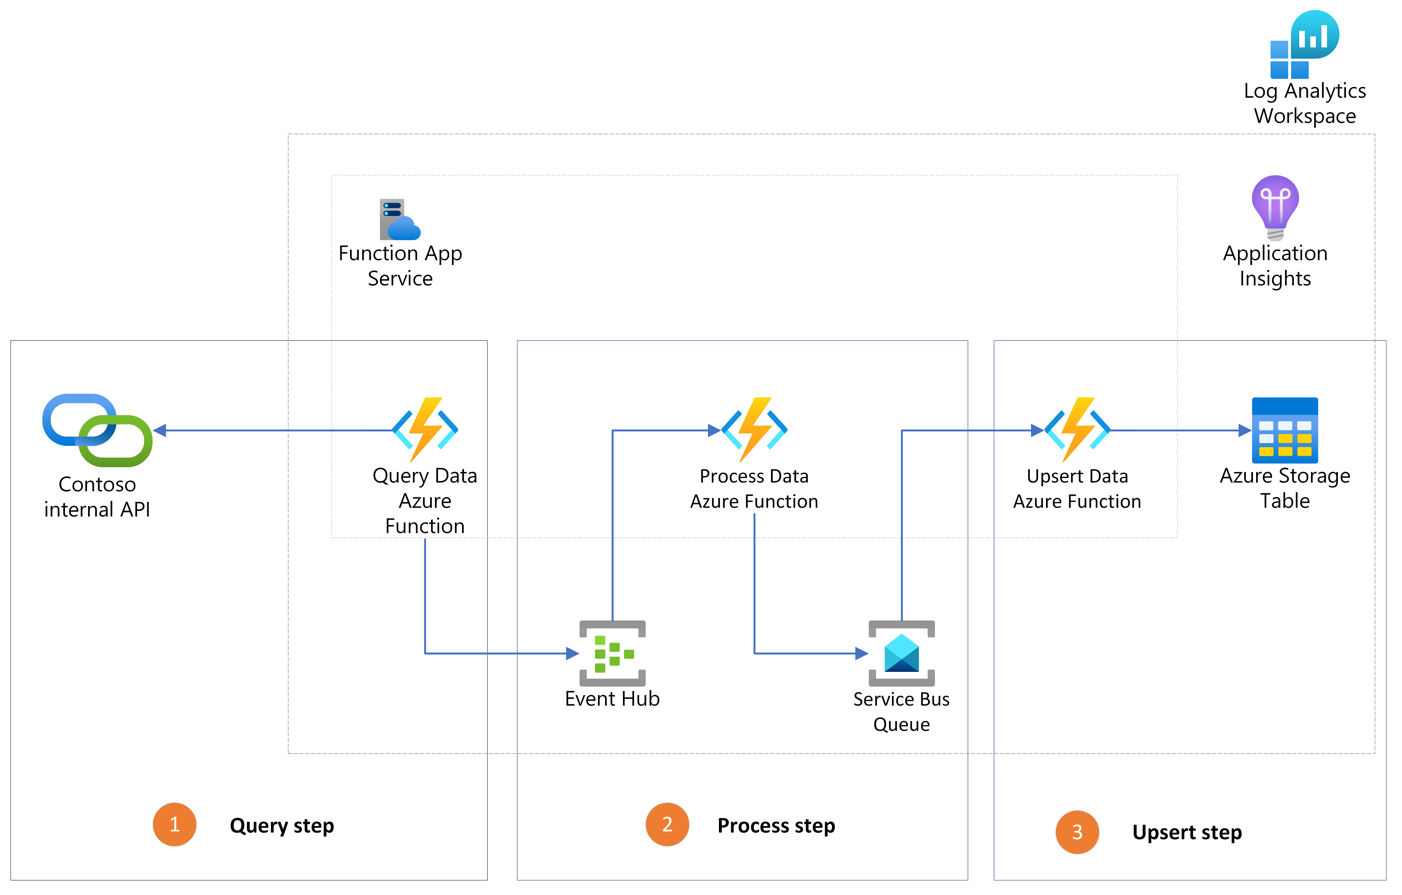 Log Analytics
Workspace
Function App
Service
Application
Insights
Contoso
internal API
Query Data
Azure
Function
Process Data
Azure Function
Upsert Data
Azure Function
Azure Storage
Table
Event Hub
Service Bus
Queue
1 Query step
2 Process step
3 Upsert step